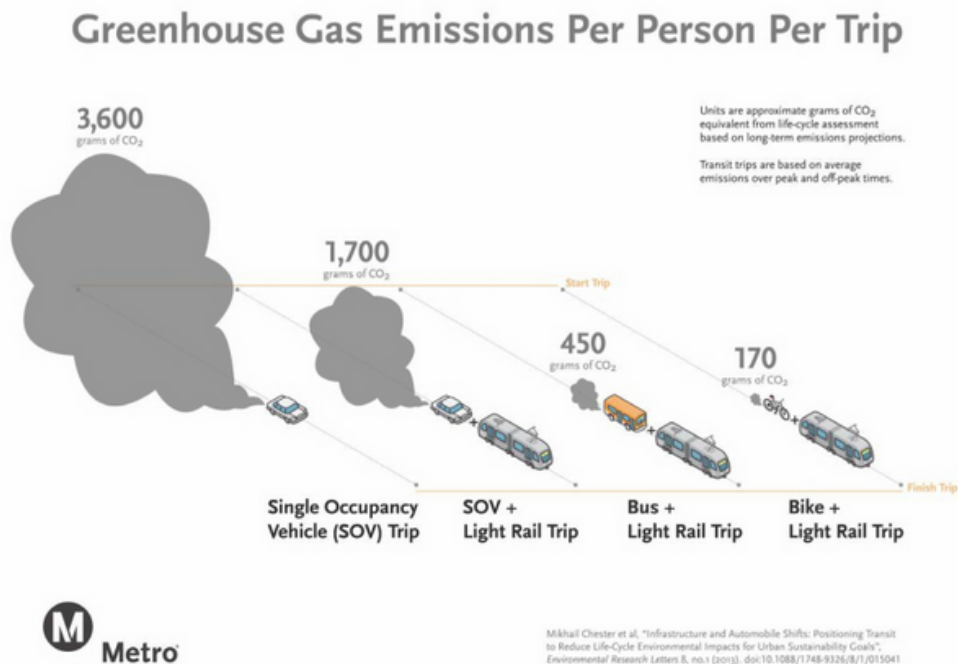 Greenhouse Gas Emissions Per Person Per Trip
3,600
grams of CO₂
Units are approximate grams of CO₂
equivalent from life-cycle assessment
based on long-term emissions projections.
Transit trips are based on average
emissions over peak and off-peak times.
1,700
grams of CO₂
Start Trip
450
grams of CO₂
170
grams of CO₂
Finish Trip
Single Occupancy
Vehicle (SOV) Trip
SOV +
Light Rail Trip
Bus +
Light Rail Trip
Bike +
Light Rail Trip
M
Metro
Mikhail Chester et al, "Infrastructure and Automobile Shifts: Positioning Transit
to Reduce Life-Cycle Environmental Impacts for Urban Sustainability Goals",
Environmental Research Letters 8, no.1 (2013). doi:10.1088/1748-9326/8/1/015041